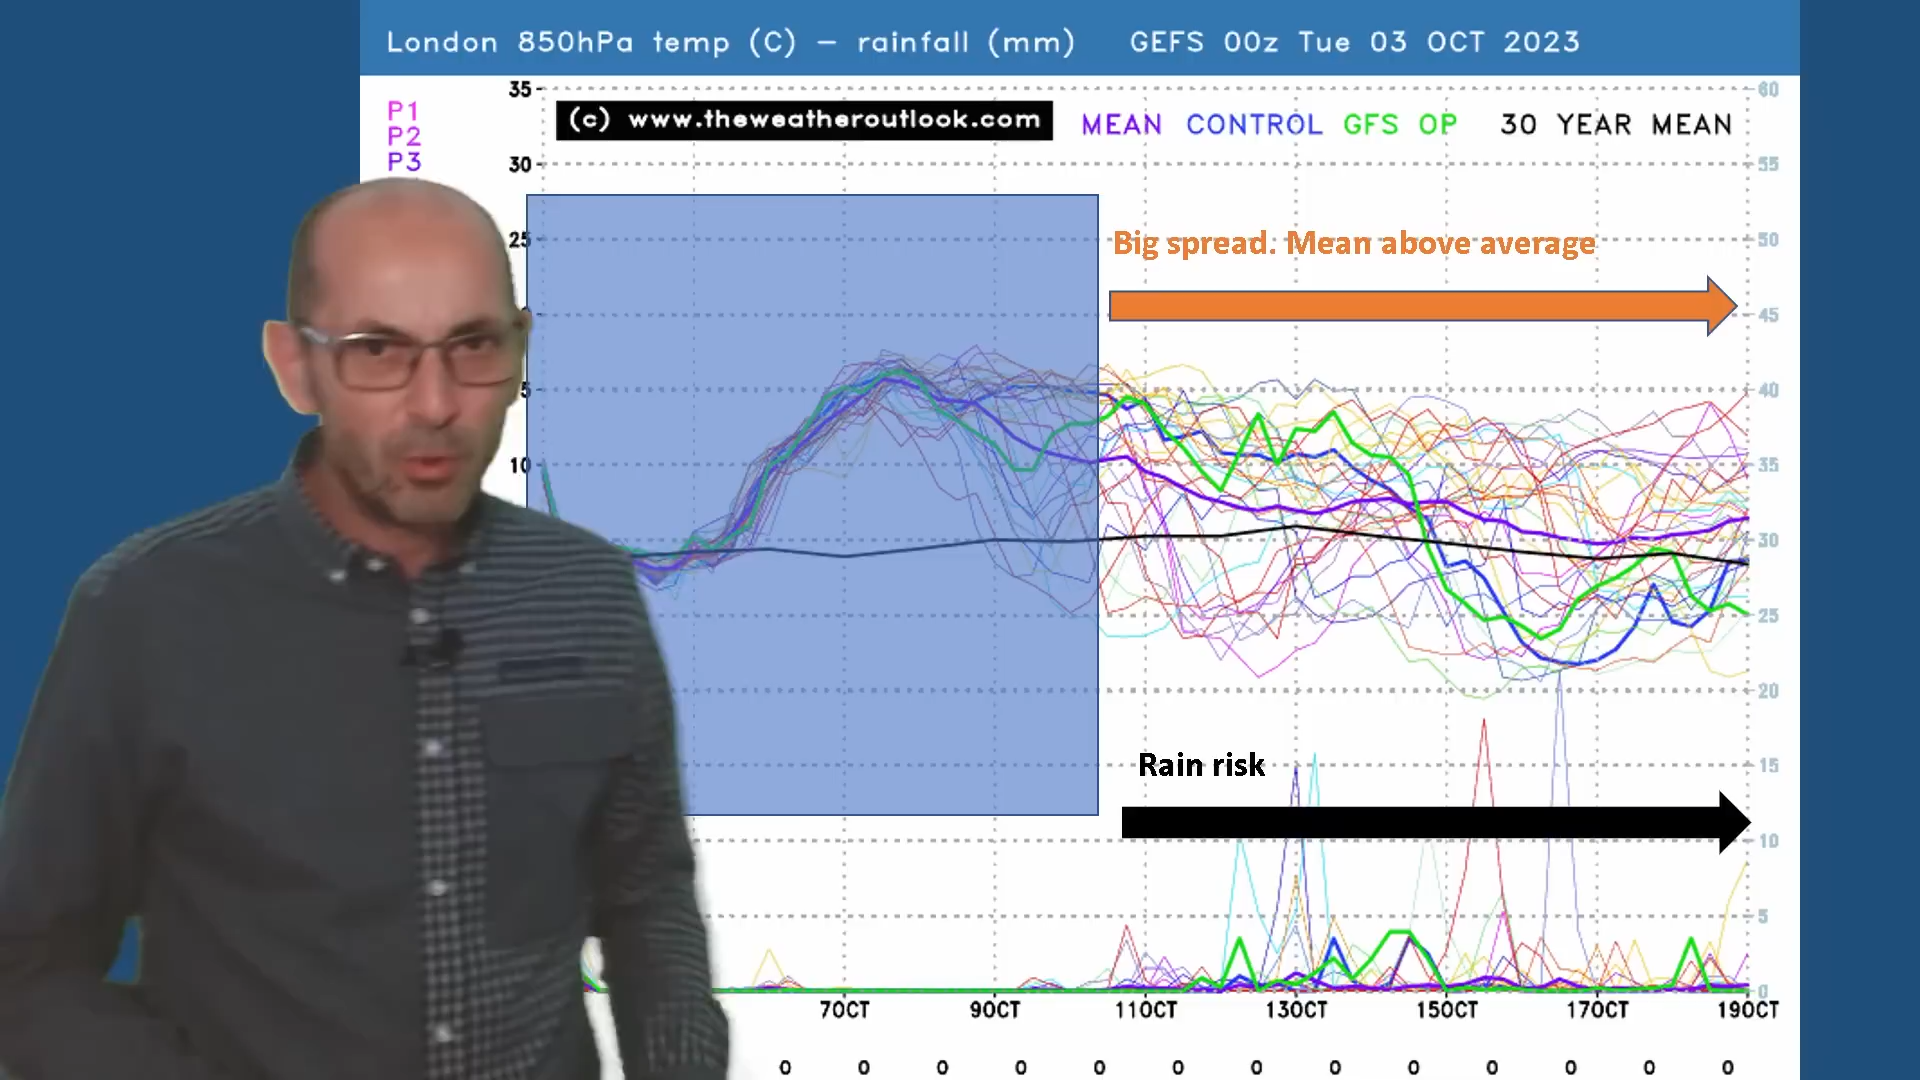 London 850hPa temp (C) – rainfall (mm) GEFS 00z Tue 03 OCT 2023
35
60
P1
P2
P3
(c) www.theweatheroutlook.com
MEAN CONTROL GFS OP 30 YEAR MEAN
30
55
25
50
Big spread. Mean above average
45
5
40
10
35
30
25
20
Rain risk
15
10
5
0
7OCT 9OCT 11OCT 13OCT 15OCT 17OCT 19OCT
0 0 0 0 0 0 0 0 0 0 0 0 0